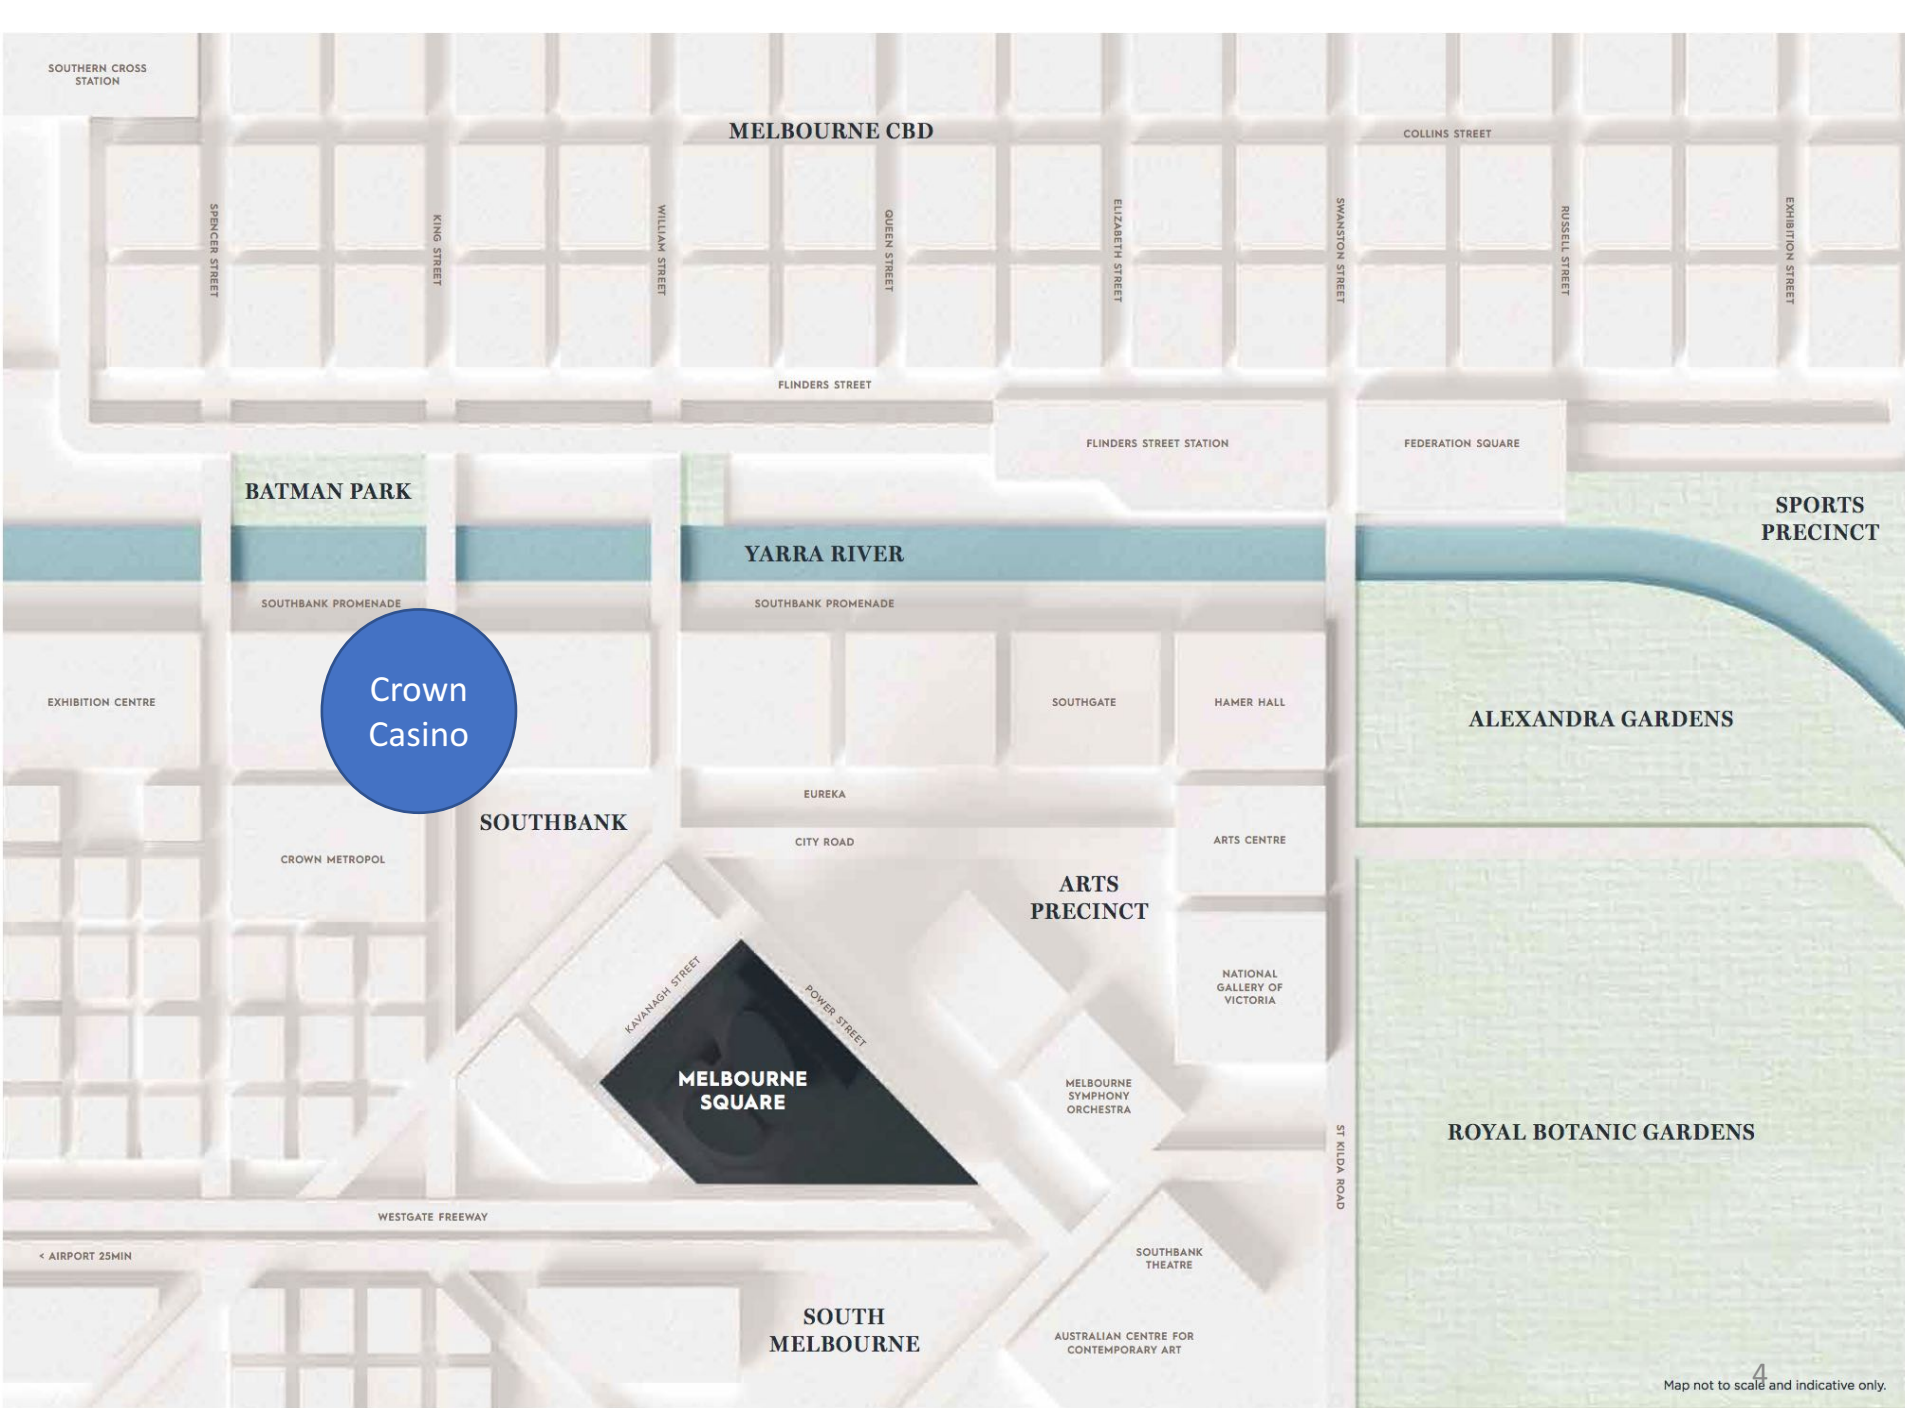 SOUTHERN CROSS
STATION
MELBOURNE CBD
COLLINS STREET
SPENCER STREET
KING STREET
WILLIAM STREET
QUEEN STREET
ELIZABETH STREET
SWANSTON STREET
RUSSELL STREET
EXHIBITION STREET
FLINDERS STREET
FLINDERS STREET STATION
FEDERATION SQUARE
BATMAN PARK
SPORTS
PRECINCT
YARRA RIVER
SOUTHBANK PROMENADE
SOUTHBANK PROMENADE
Crown
Casino
EXHIBITION CENTRE
SOUTHGATE
HAMER HALL
ALEXANDRA GARDENS
EUREKA
SOUTHBANK
CITY ROAD
ARTS CENTRE
CROWN METROPOL
ARTS
PRECINCT
KAVANAGH STREET
POWER STREET
NATIONAL
GALLERY OF
VICTORIA
MELBOURNE
SQUARE
MELBOURNE
SYMPHONY
ORCHESTRA
ROYAL BOTANIC GARDENS
ST KILDA ROAD
WESTGATE FREEWAY
< AIRPORT 25MIN
SOUTHBANK
THEATRE
SOUTH
MELBOURNE
AUSTRALIAN CENTRE FOR
CONTEMPORARY ART
4
Map not to scale and indicative only.